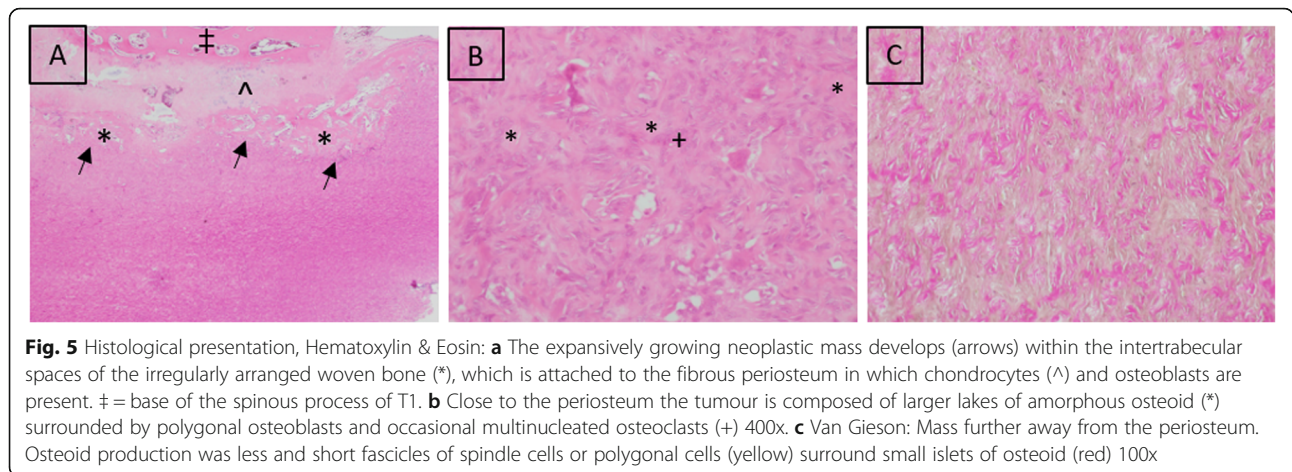 A
‡
^
*
*
B
*
*
*
+
C
Fig. 5 Histological presentation, Hematoxylin & Eosin: a The expansively growing neoplastic mass develops (arrows) within the intertrabecular
spaces of the irregularly arranged woven bone (*), which is attached to the fibrous periosteum in which chondrocytes (^) and osteoblasts are
present. ‡ = base of the spinous process of T1. b Close to the periosteum the tumour is composed of larger lakes of amorphous osteoid (*)
surrounded by polygonal osteoblasts and occasional multinucleated osteoclasts (+) 400x. c Van Gieson: Mass further away from the periosteum.
Osteoid production was less and short fascicles of spindle cells or polygonal cells (yellow) surround small islets of osteoid (red) 100x